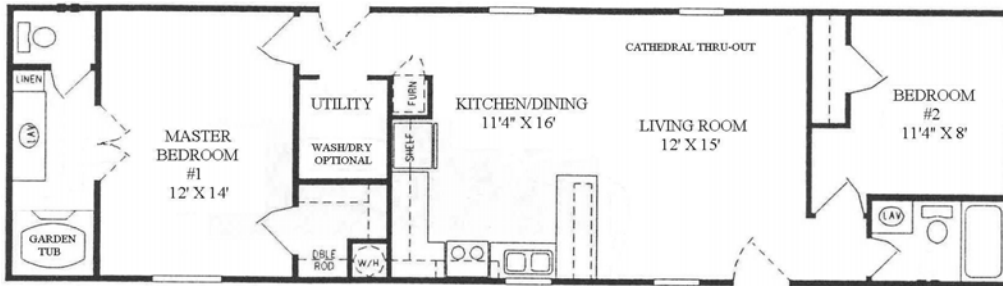 LINEN
LAV
GARDEN
TUB
MASTER
BEDROOM
#1
12' X 14'
UTILITY
WASH/DRY
OPTIONAL
DBLE
ROD
W/H
FURN
SHELF
KITCHEN/DINING
11'4" X 16'
CATHEDRAL THRU-OUT
LIVING ROOM
12' X 15'
BEDROOM
#2
11'4" X 8'
LAV